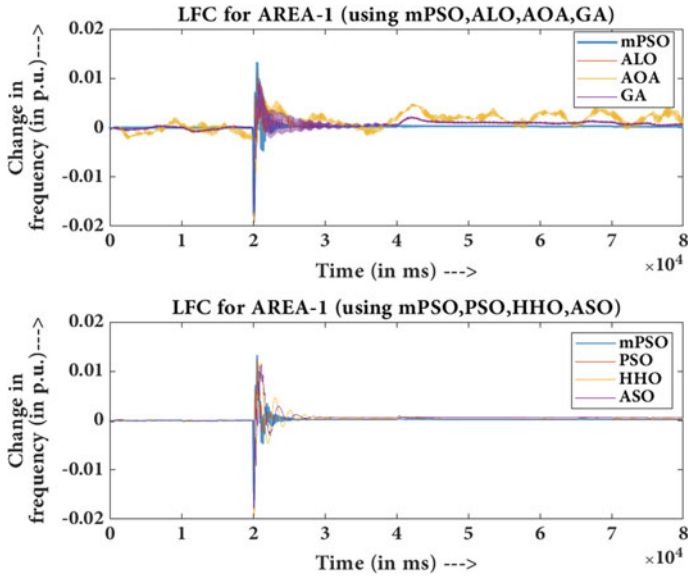 LFC for AREA-1 (using mPSO,ALO,AOA,GA)
Change in
frequency (in p.u.)--->
0.02
0.01
0
-0.01
-0.02
mPSO
ALO
AOA
GA
0 1 2 3 4 5 6 7 8
×10⁴
Time (in ms) --->
LFC for AREA-1 (using mPSO,PSO,HHO,ASO)
Change in
frequency (in p.u.)--->
0.02
0.01
0
-0.01
-0.02
mPSO
PSO
HHO
ASO
0 1 2 3 4 5 6 7 8
×10⁴
Time (in ms) --->